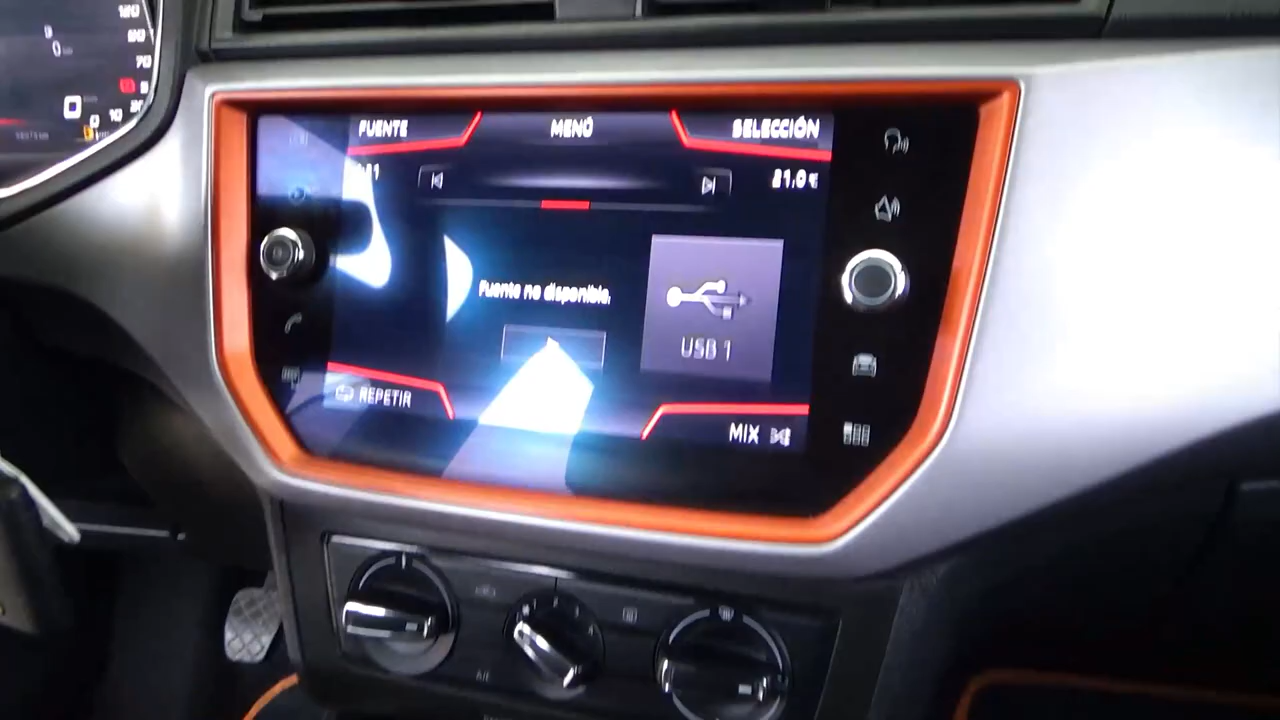 FUENTE
MENÚ
SELECCIÓN
21,0 °C
Fuente no disponible.
USB 1
REPETIR
MIX